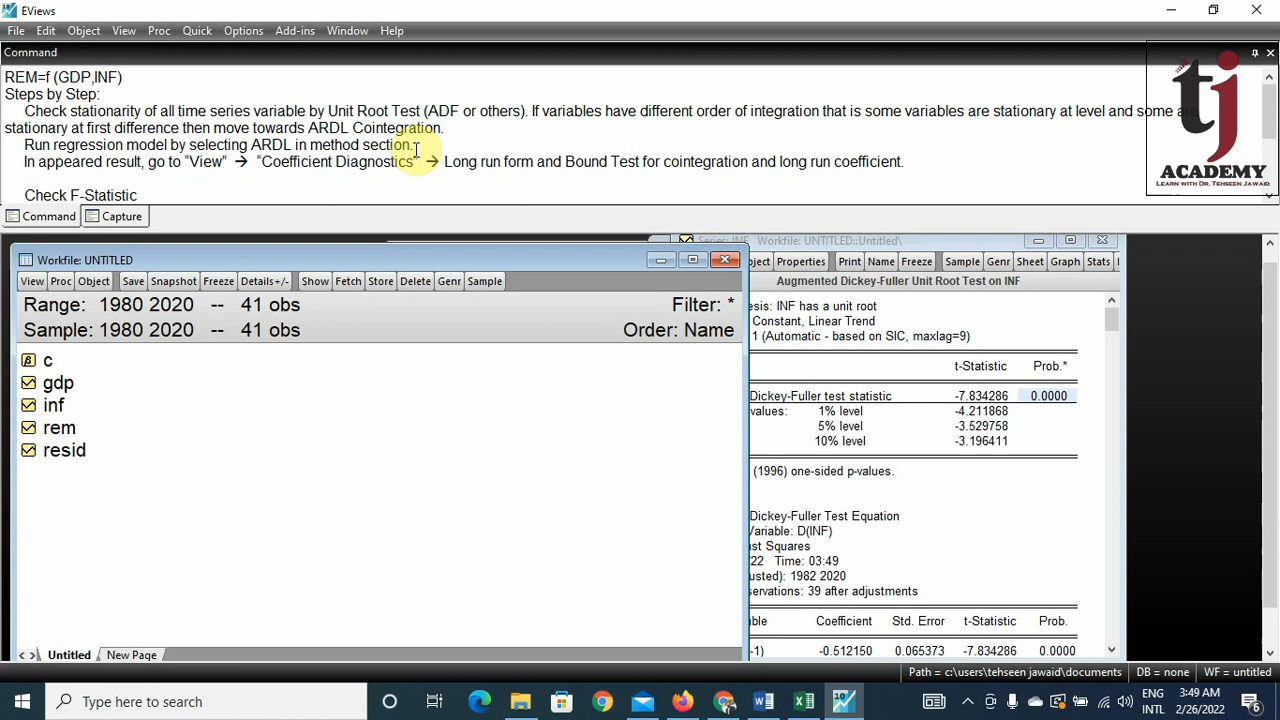 EViews
File Edit Object View Proc Quick Options Add-ins Window Help
Command
REM=f (GDP,INF)
Steps by Step:
Check stationarity of all time series variable by Unit Root Test (ADF or others). If variables have different order of integration that is some variables are stationary at level and some are
stationary at first difference then move towards ARDL Cointegration.
Run regression model by selecting ARDL in method section.
In appeared result, go to “View” → “Coefficient Diagnostics” → Long run form and Bound Test for cointegration and long run coefficient.
Check F-Statistic
tj
ACADEMY
LEARN WITH DR. TEHSEEN JAWAID
Command Capture
Series: INF Workfile: UNTITLED::Untitled\
Workfile: UNTITLED
Properties Print Name Freeze Sample Genr Sheet Graph Stats
View Proc Object Save Snapshot Freeze Details+/- Show Fetch Store Delete Genr Sample
Augmented Dickey-Fuller Unit Root Test on INF
Range: 1980 2020 -- 41 obs Filter: *
Sample: 1980 2020 -- 41 obs Order: Name
INF has a unit root
Constant, Linear Trend
1 (Automatic - based on SIC, maxlag=9)
t-Statistic Prob.*
Dickey-Fuller test statistic -7.834286 0.0000
1% level -4.211868
5% level -3.529758
10% level -3.196411
(1996) one-sided p-values.
Dickey-Fuller Test Equation
Variable: D(INF)
Squares
22 Time: 03:49
1982 2020
39 after adjustments
Coefficient Std. Error t-Statistic Prob.
-1) -0.512150 0.065373 -7.834286 0.0000
c
gdp
inf
rem
resid
Untitled New Page
Path = c:\users\tehseen jawaid\documents DB = none WF = untitled
Type here to search
ENG
INTL
3:49 AM
2/26/2022
6